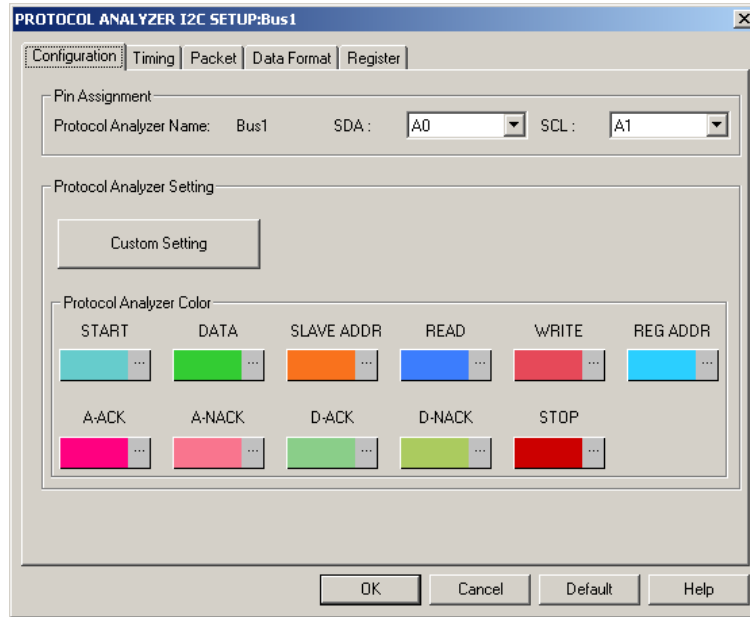 PROTOCOL ANALYZER I2C SETUP:Bus1
Configuration Timing Packet Data Format Register
Pin Assignment
Protocol Analyzer Name: Bus1 SDA : A0 SCL : A1
Protocol Analyzer Setting
Custom Setting
Protocol Analyzer Color
START DATA SLAVE ADDR READ WRITE REG ADDR
... ... ... ... ... ...
A-ACK A-NACK D-ACK D-NACK STOP
... ... ... ... ...
OK Cancel Default Help